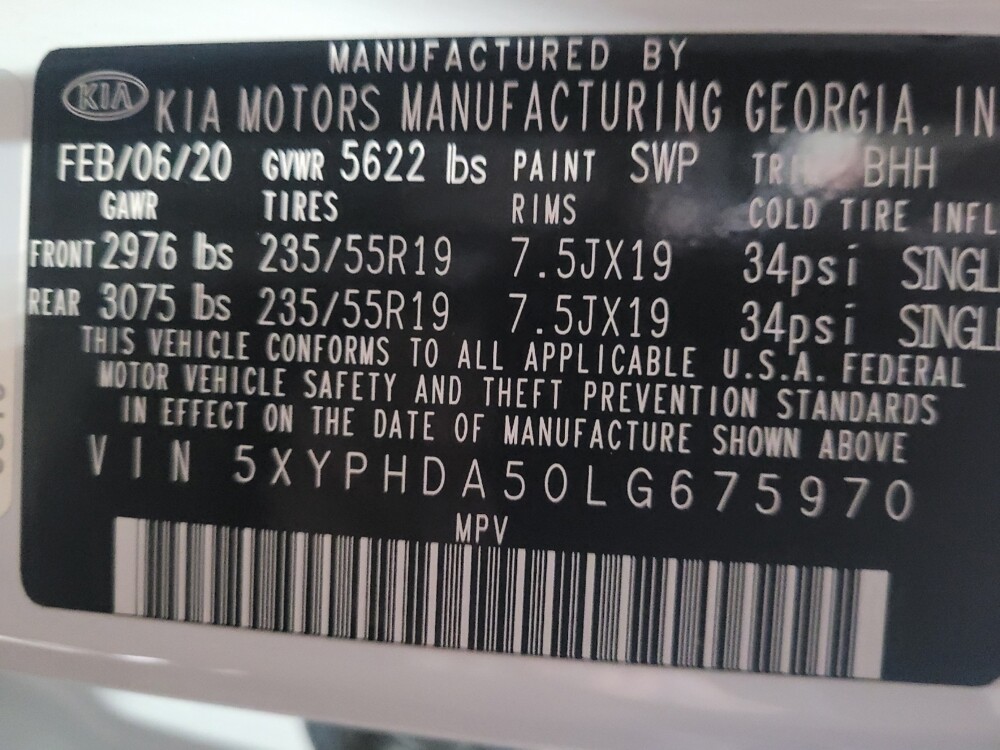 MANUFACTURED BY
KIA KIA MOTORS MANUFACTURING GEORGIA, IN
FEB/06/20 GVWR 5622 lbs PAINT SWP TRIM BHH
GAWR TIRES RIMS COLD TIRE INFL
FRONT 2976 lbs 235/55R19 7.5JX19 34psi SINGL
REAR 3075 lbs 235/55R19 7.5JX19 34psi SINGL
THIS VEHICLE CONFORMS TO ALL APPLICABLE U.S.A. FEDERAL
MOTOR VEHICLE SAFETY AND THEFT PREVENTION STANDARDS
IN EFFECT ON THE DATE OF MANUFACTURE SHOWN ABOVE
VIN 5XYPHDA50LG675970
MPV